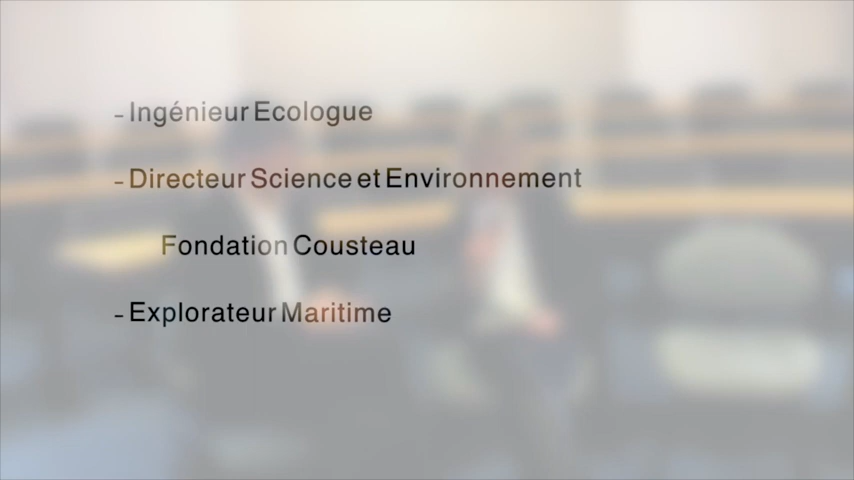 - Ingénieur Ecologue
- Directeur Science et Environnement
Fondation Cousteau
- Explorateur Maritime